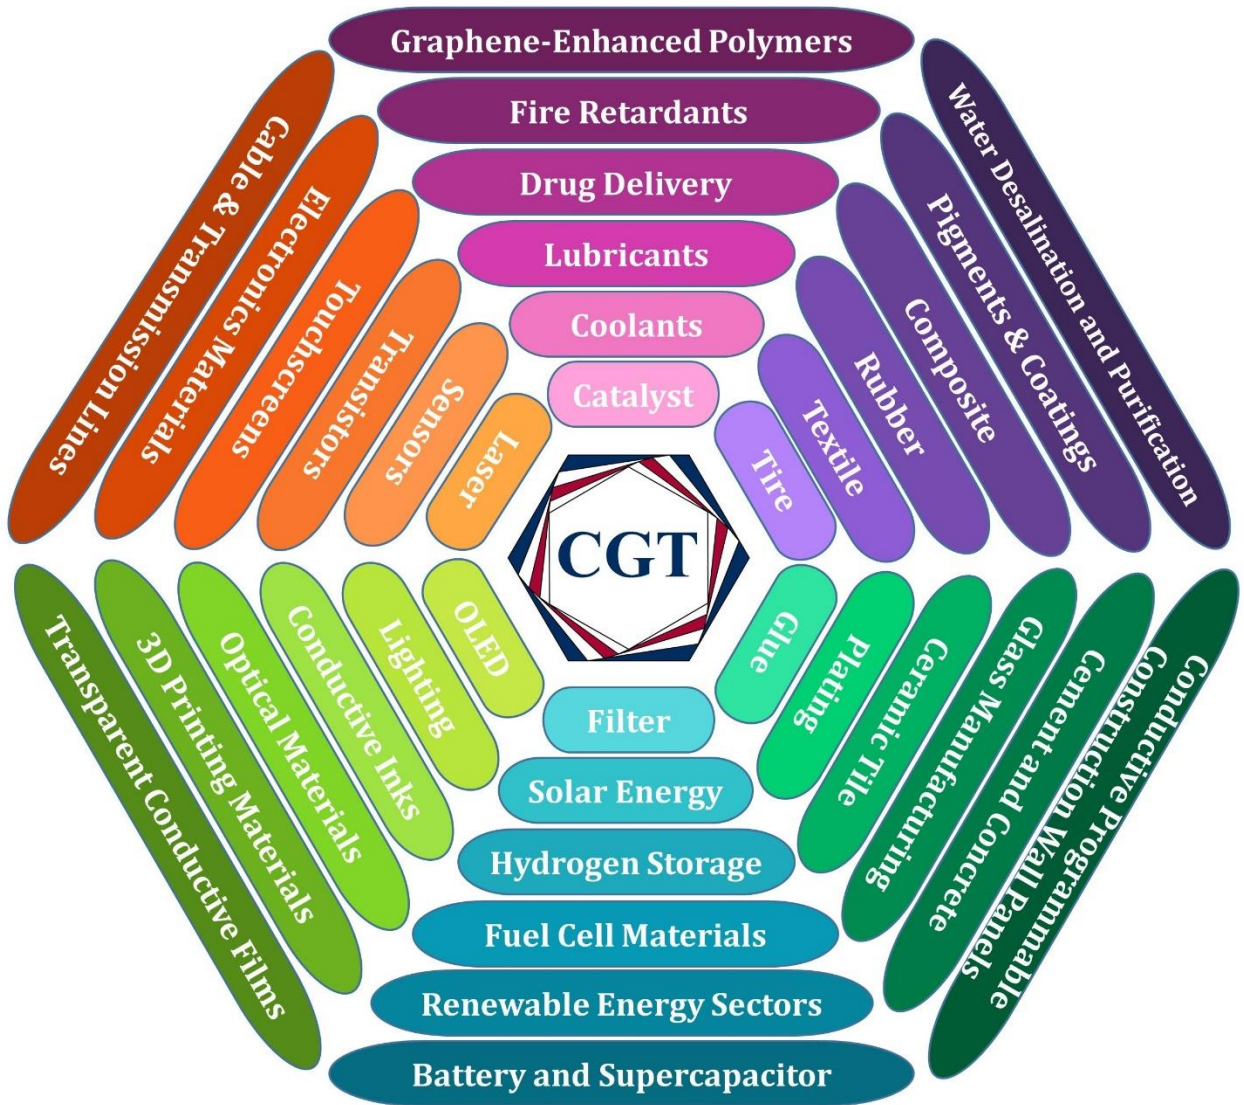 Graphene-Enhanced Polymers
Fire Retardants
Drug Delivery
Lubricants
Coolants
Catalyst
Water Desalination and Purification
Pigments & Coatings
Composite
Rubber
Textile
Tire
Conductive Programmable
Construction Wall Panels
Cement and Concrete
Glass Manufacturing
Ceramic Tile
Plating
Glue
Filter
Solar Energy
Hydrogen Storage
Fuel Cell Materials
Renewable Energy Sectors
Battery and Supercapacitor
Transparent Conductive Films
3D Printing Materials
Optical Materials
Conductive Inks
Lighting
OLED
Cable & Transmission Lines
Electronics Materials
Touchscreens
Transistors
Sensors
Laser
CGT